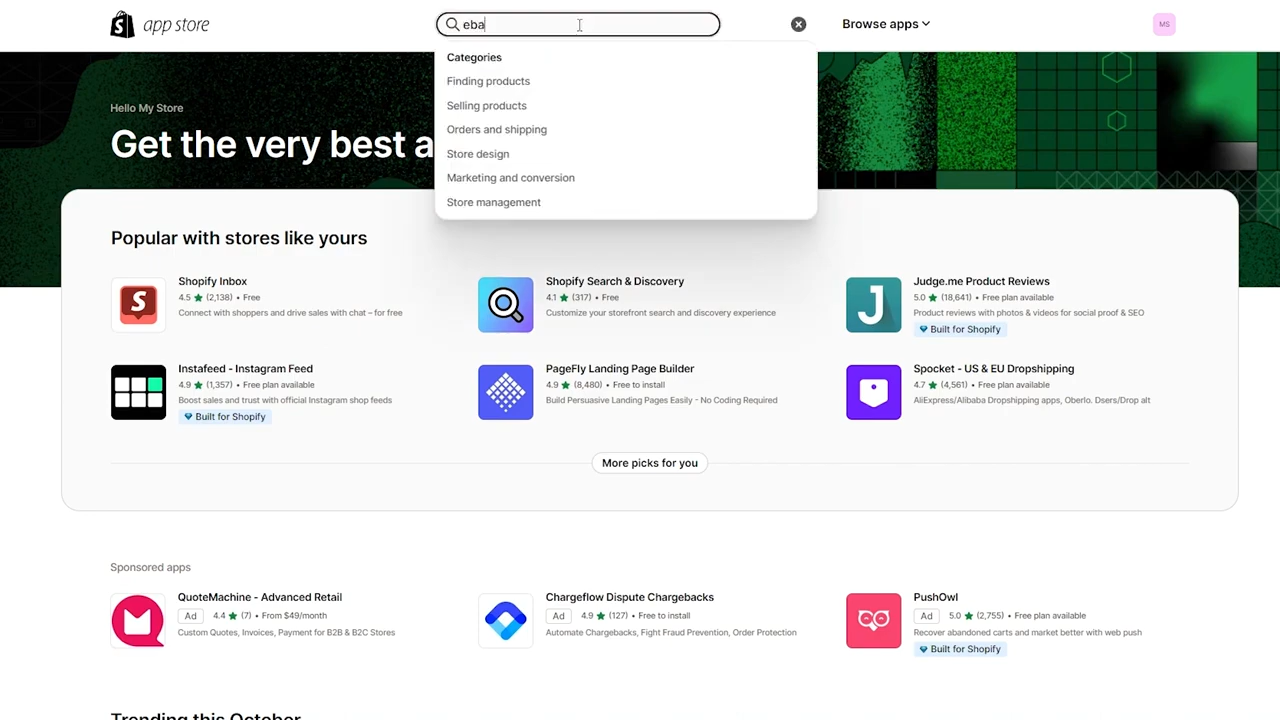 app store
eba
Browse apps
MS
Categories
Finding products
Selling products
Orders and shipping
Store design
Marketing and conversion
Store management
Hello My Store
Get the very best a
Popular with stores like yours
Shopify Inbox
4.5 ★ (2,138) • Free
Connect with shoppers and drive sales with chat – for free
Shopify Search & Discovery
4.1 ★ (317) • Free
Customize your storefront search and discovery experience
Judge.me Product Reviews
5.0 ★ (18,641) • Free plan available
Product reviews with photos & videos for social proof & SEO
Built for Shopify
Instafeed - Instagram Feed
4.9 ★ (1,357) • Free plan available
Boost sales and trust with official Instagram shop feeds
Built for Shopify
PageFly Landing Page Builder
4.9 ★ (8,480) • Free to install
Build Persuasive Landing Pages Easily - No Coding Required
Spocket - US & EU Dropshipping
4.7 ★ (4,561) • Free plan available
AliExpress/Alibaba Dropshipping apps, Oberlo. Dsers/Drop alt
More picks for you
Sponsored apps
QuoteMachine - Advanced Retail
Ad 4.4 ★ (7) • From $49/month
Custom Quotes, Invoices, Payment for B2B & B2C Stores
Chargeflow Dispute Chargebacks
Ad 4.9 ★ (127) • Free to install
Automate Chargebacks, Fight Fraud Prevention, Order Protection
PushOwl
Ad 5.0 ★ (2,755) • Free plan available
Recover abandoned carts and market better with web push
Built for Shopify
Trending this October